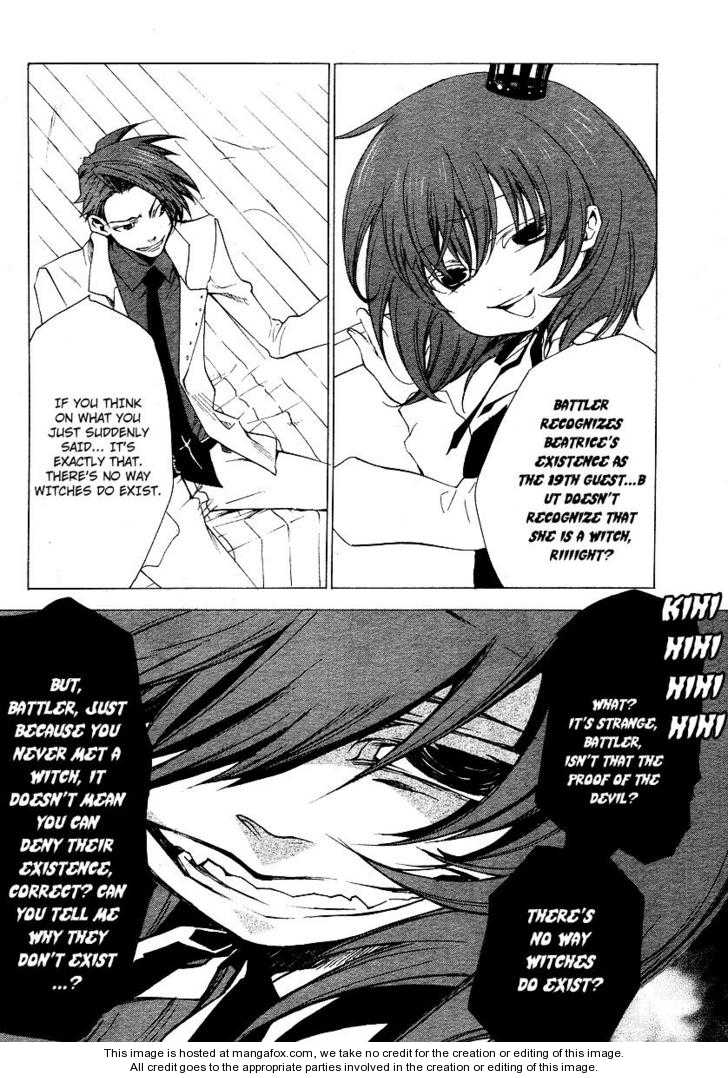 BATTLER
RECOGNIZES
BEATRICE'S
EXISTENCE AS
THE 19TH GUEST...B
UT DOESN'T
RECOGNIZE THAT
SHE IS A WITCH,
RIIIIGHT?
IF YOU THINK
ON WHAT YOU
JUST SUDDENLY
SAID... IT'S
EXACTLY THAT.
THERE'S NO WAY
WITCHES DO EXIST.
KIHI
HIHI
HIHI
HIHI
WHAT?
IT'S STRANGE,
BATTLER,
ISN'T THAT THE
PROOF OF THE
DEVIL?
THERE'S
NO WAY
WITCHES
DO EXIST?
BUT,
BATTLER, JUST
BECAUSE YOU
NEVER MET A
WITCH, IT
DOESN'T MEAN
YOU CAN
DENY THEIR
EXISTENCE,
CORRECT? CAN
YOU TELL ME
WHY THEY
DON'T EXIST
...?
This image is hosted at mangafox.com, we take no credit for the creation or editing of this image.
All credit goes to the appropriate parties involved in the creation or editing of this image.